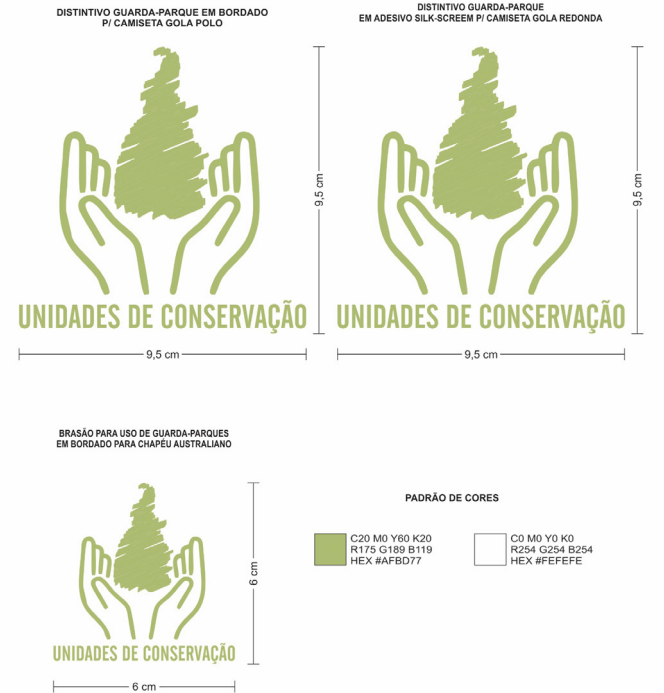 DISTINTIVO GUARDA-PARQUE EM BORDADO
P/ CAMISETA GOLA POLO
DISTINTIVO GUARDA-PARQUE
EM ADESIVO SILK-SCREEM P/ CAMISETA GOLA REDONDA
9,5 cm
9,5 cm
UNIDADES DE CONSERVAÇÃO
UNIDADES DE CONSERVAÇÃO
9,5 cm
9,5 cm
BRASÃO PARA USO DE GUARDA-PARQUES
EM BORDADO PARA CHAPÉU AUSTRALIANO
6 cm
UNIDADES DE CONSERVAÇÃO
6 cm
PADRÃO DE CORES
C20 M0 Y60 K20
R175 G189 B119
HEX #AFBD77
C0 M0 Y0 K0
R254 G254 B254
HEX #FEFEFE